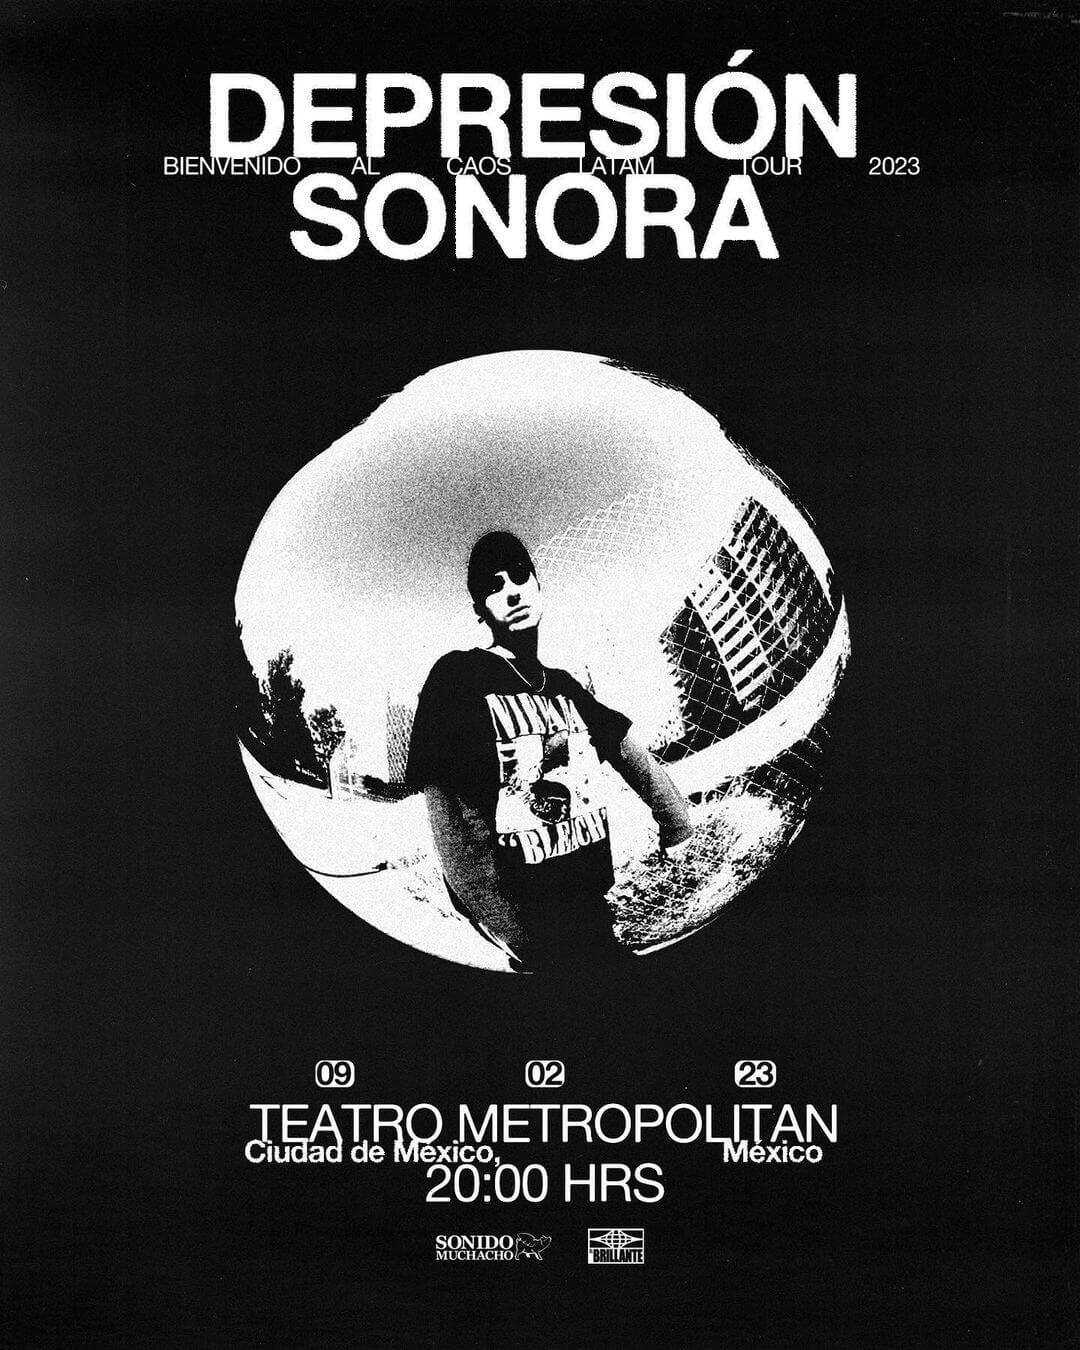 DEPRESIÓN
BIENVENIDO AL CAOS LATAM TOUR 2023
SONORA
NIRVANA
"BLEACH"
09 02 23
TEATRO METROPOLITAN
Ciudad de México, México
20:00 HRS
SONIDO
MUCHACHO
BRILLANTE